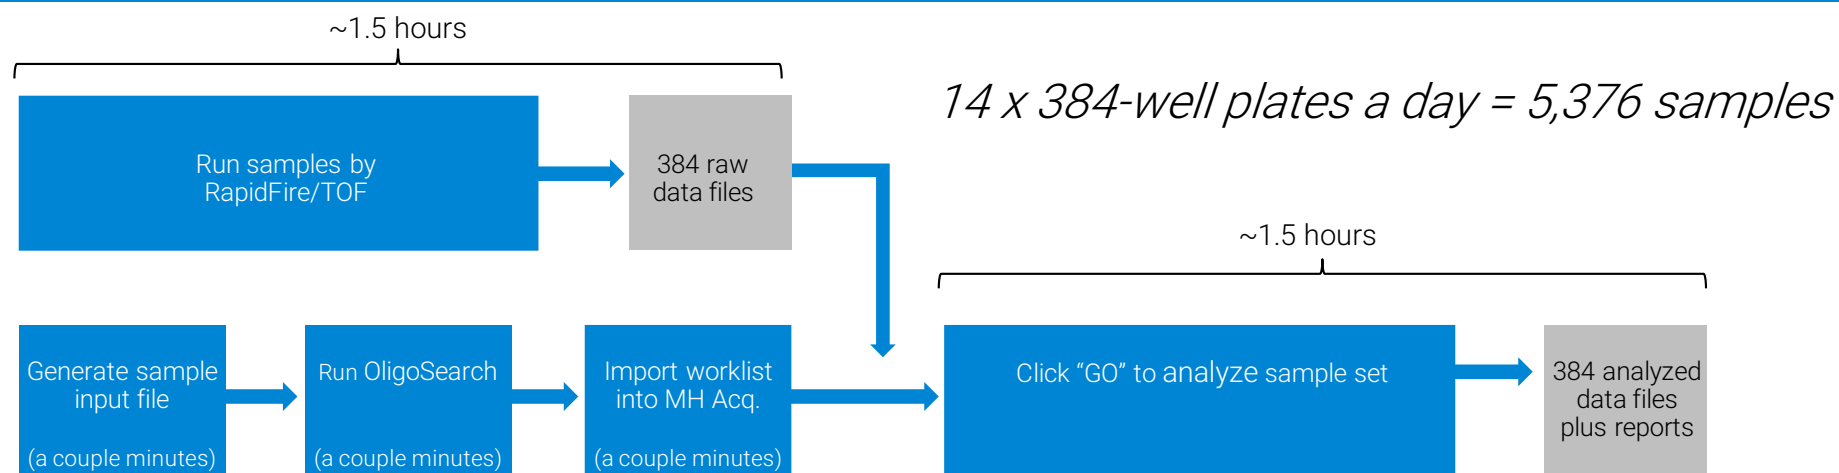 ~1.5 hours
14 x 384-well plates a day = 5,376 samples
Run samples by
RapidFire/TOF
384 raw
data files
~1.5 hours
Generate sample
input file
(a couple minutes)
Run OligoSearch
(a couple minutes)
Import worklist
into MH Acq.
(a couple minutes)
Click “GO” to analyze sample set
384 analyzed
data files
plus reports